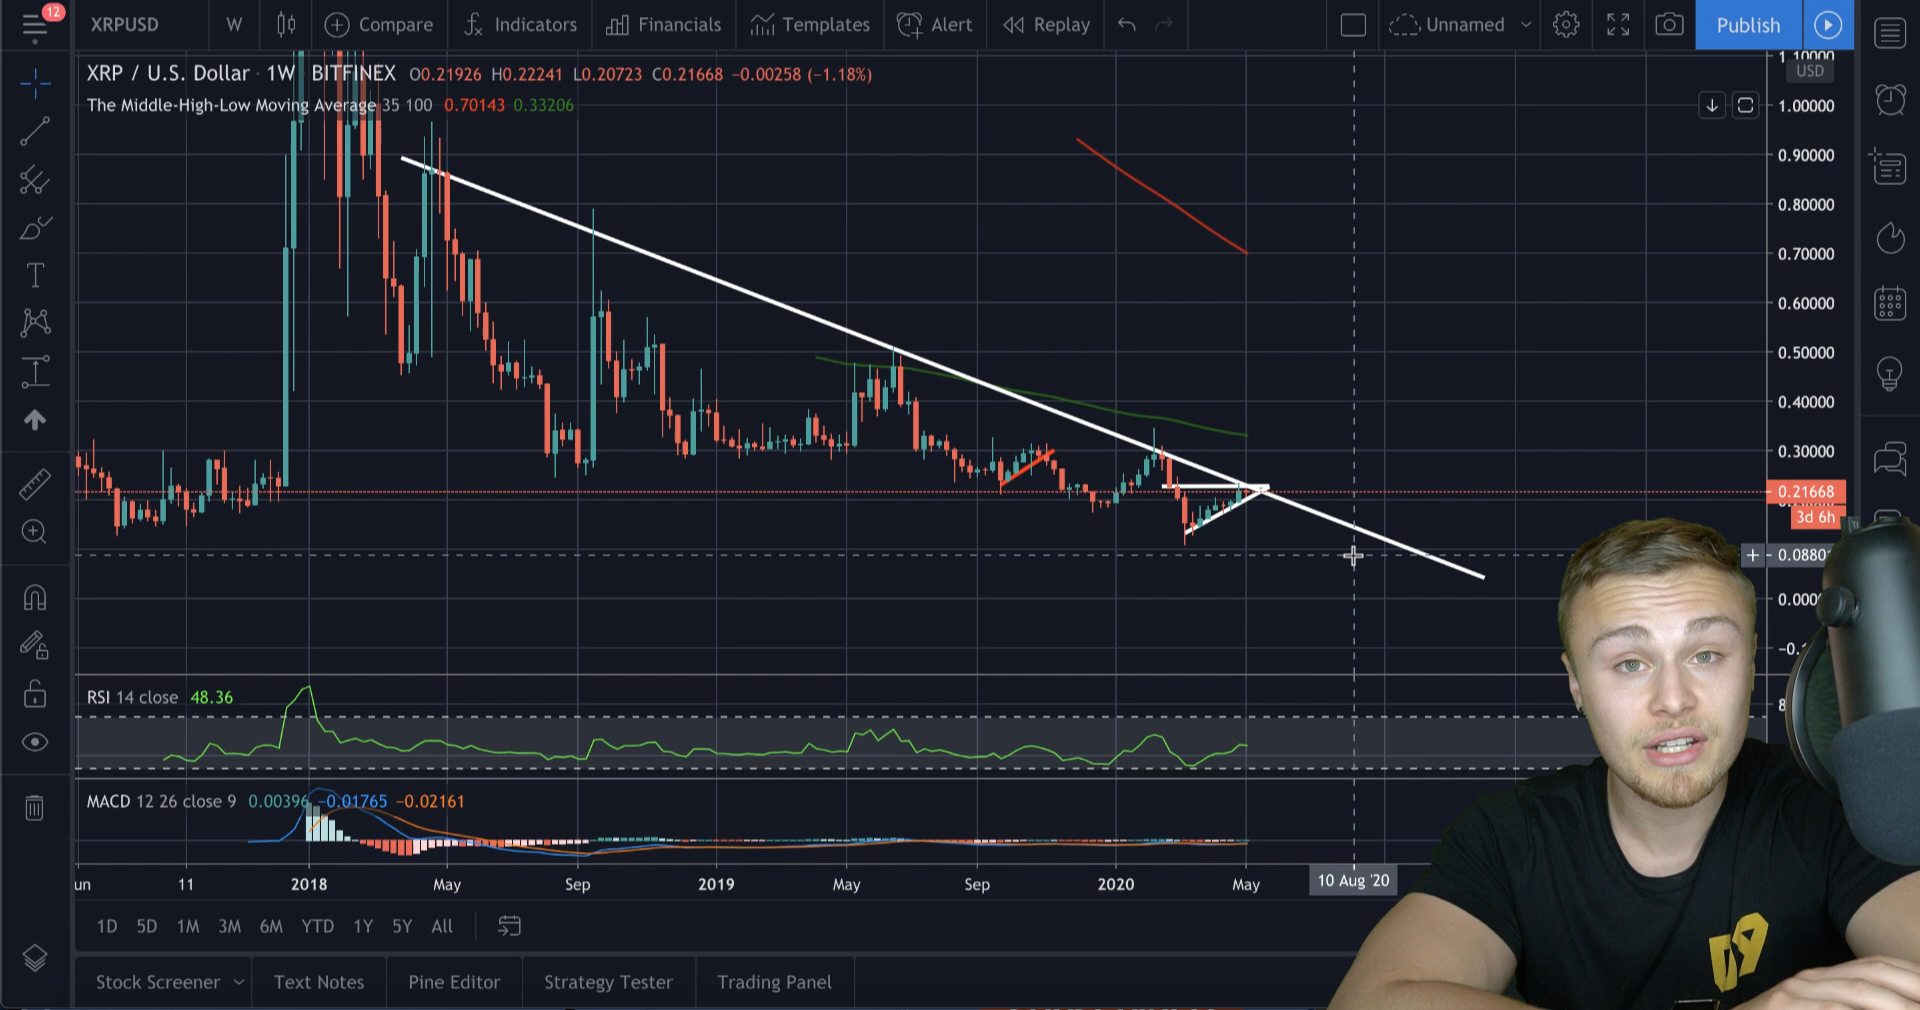 12
XRPUSD W Compare Indicators Financials Templates Alert Replay Unnamed Publish
XRP / U.S. Dollar · 1W BITFINEX O0.21926 H0.22241 L0.20723 C0.21668 −0.00258 (−1.18%)
The Middle-High-Low Moving Average 35 100 0.70143 0.33206
1.10000
USD
1.00000
0.90000
0.80000
0.70000
0.60000
0.50000
0.40000
0.30000
0.21668
3d 6h
0.0880
0.000
RSI 14 close 48.36
8
MACD 12 26 close 9 0.00396 −0.01765 −0.02161
un 11 2018 May Sep 2019 May Sep 2020 May 10 Aug '20
1D 5D 1M 3M 6M YTD 1Y 5Y All
Stock Screener Text Notes Pine Editor Strategy Tester Trading Panel